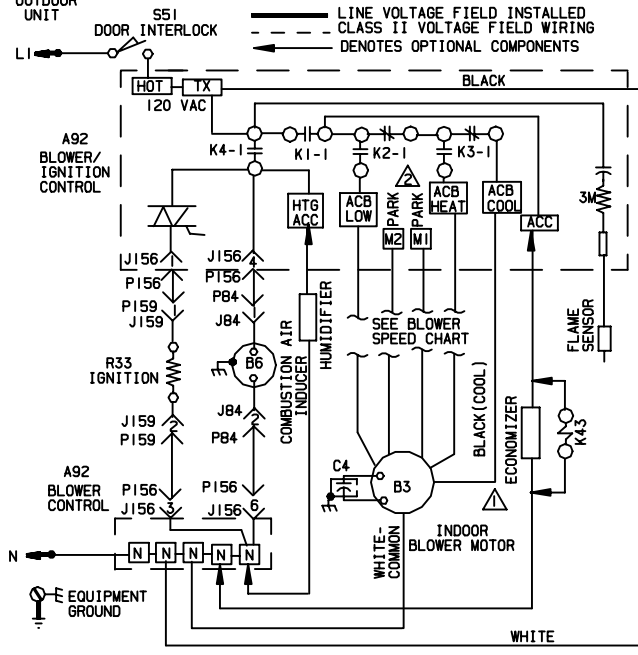 OUTDOOR
UNIT
S51
DOOR INTERLOCK
LINE VOLTAGE FIELD INSTALLED
CLASS II VOLTAGE FIELD WIRING
DENOTES OPTIONAL COMPONENTS
L1
HOT
TX
BLACK
120 VAC
A92
BLOWER/
IGNITION
CONTROL
K4-1
K1-1
K2-1
K3-1
2
HTG
ACC
ACB
LOW
PARK
M2
PARK
M1
ACB
HEAT
ACB
COOL
ACC
3M
J156
1
P156
J156
4
P156
P159
1
J159
P84
1
J84
R33
IGNITION
B6
COMBUSTION AIR
INDUCER
HUMIDIFIER
SEE BLOWER
SPEED CHART
BLACK(COOL)
FLAME
SENSOR
ECONOMIZER
K43
J159
2
P159
J84
2
P84
A92
BLOWER
CONTROL
P156
3
J156
P156
6
J156
C4
B3
1
INDOOR
BLOWER MOTOR
WHITE-
COMMON
N
N
N
N
N
N
EQUIPMENT
GROUND
WHITE